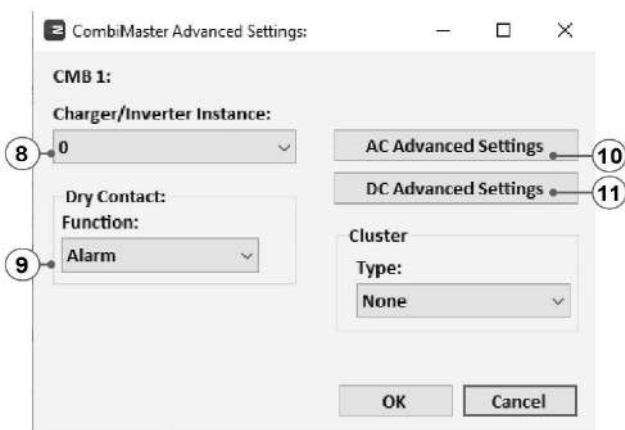 CombiMaster Advanced Settings:
CMB 1:
Charger/Inverter Instance:
8
0
AC Advanced Settings
10
DC Advanced Settings
11
Dry Contact:
Function:
9
Alarm
Cluster
Type:
None
OK
Cancel